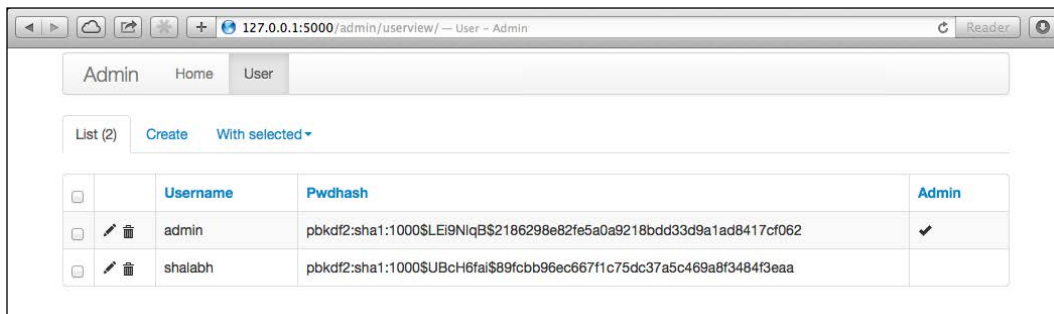 127.0.0.1:5000/admin/userview/ — User – Admin
Reader
Admin Home User
List (2) Create With selected
Username Pwdhash Admin
admin pbkdf2:sha1:1000$LEi9NlqB$2186298e82fe5a0a9218bdd33d9a1ad8417cf062
shalabh pbkdf2:sha1:1000$UBcH6fai$89fcbb96ec667f1c75dc37a5c469a8f3484f3eaa